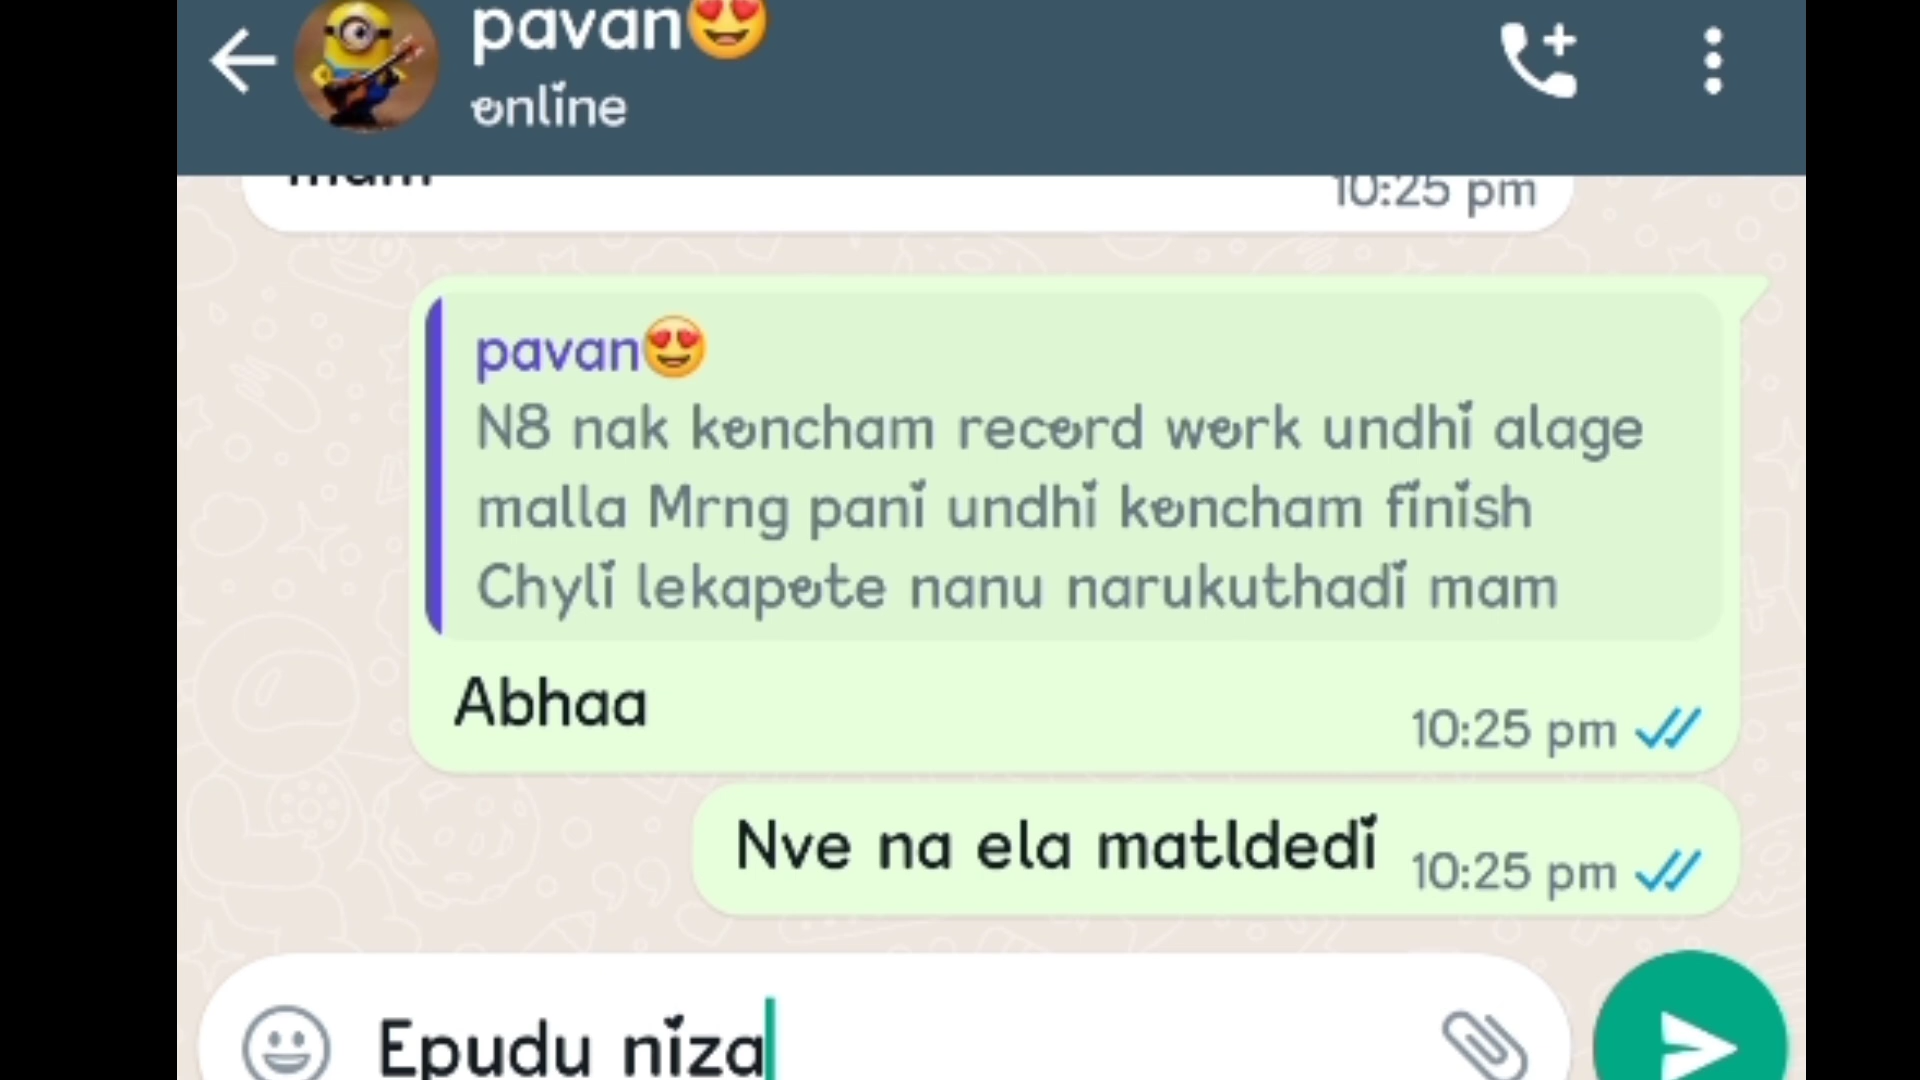 pavan😍
online
mam
10:25 pm
pavan😍
N8 nak koncham record work undhi alage
malla Mrng pani undhi koncham finish
Chyli lekapote nanu narukuthadi mam
Abhaa
10:25 pm
Nve na ela matldedi
10:25 pm
Epudu niza